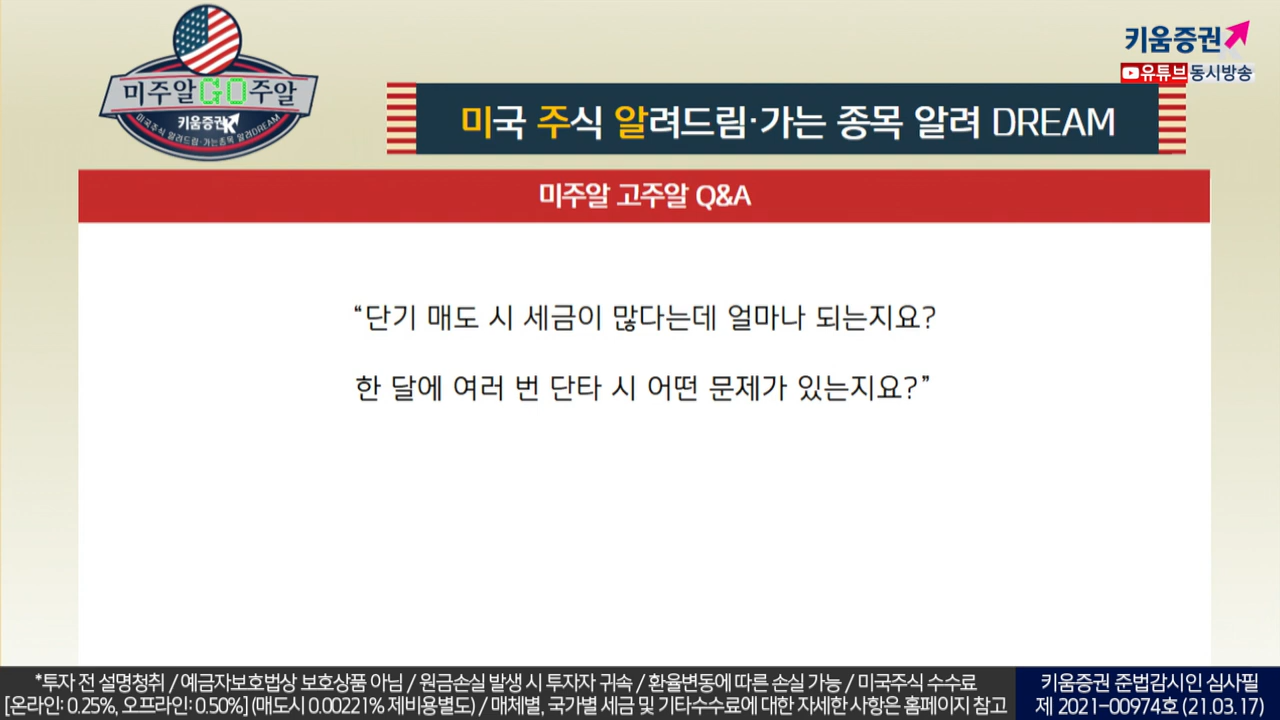 미주알GO주알
키움증권
미국주식 알려드림·가는종목 알려DREAM
키움증권
유튜브동시방송
미국 주식 알려드림·가는 종목 알려 DREAM
미주알 고주알 Q&A
“단기 매도 시 세금이 많다는데 얼마나 되는지요?
한 달에 여러 번 단타 시 어떤 문제가 있는지요?”
*투자 전 설명청취 / 예금자보호법상 보호상품 아님 / 원금손실 발생 시 투자자 귀속 / 환율변동에 따른 손실 가능 / 미국주식 수수료
[온라인: 0.25%, 오프라인: 0.50%] (매도시 0.00221% 제비용별도) / 매체별, 국가별 세금 및 기타수수료에 대한 자세한 사항은 홈페이지 참고
키움증권 준법감시인 심사필
제 2021-00974호 (21.03.17)